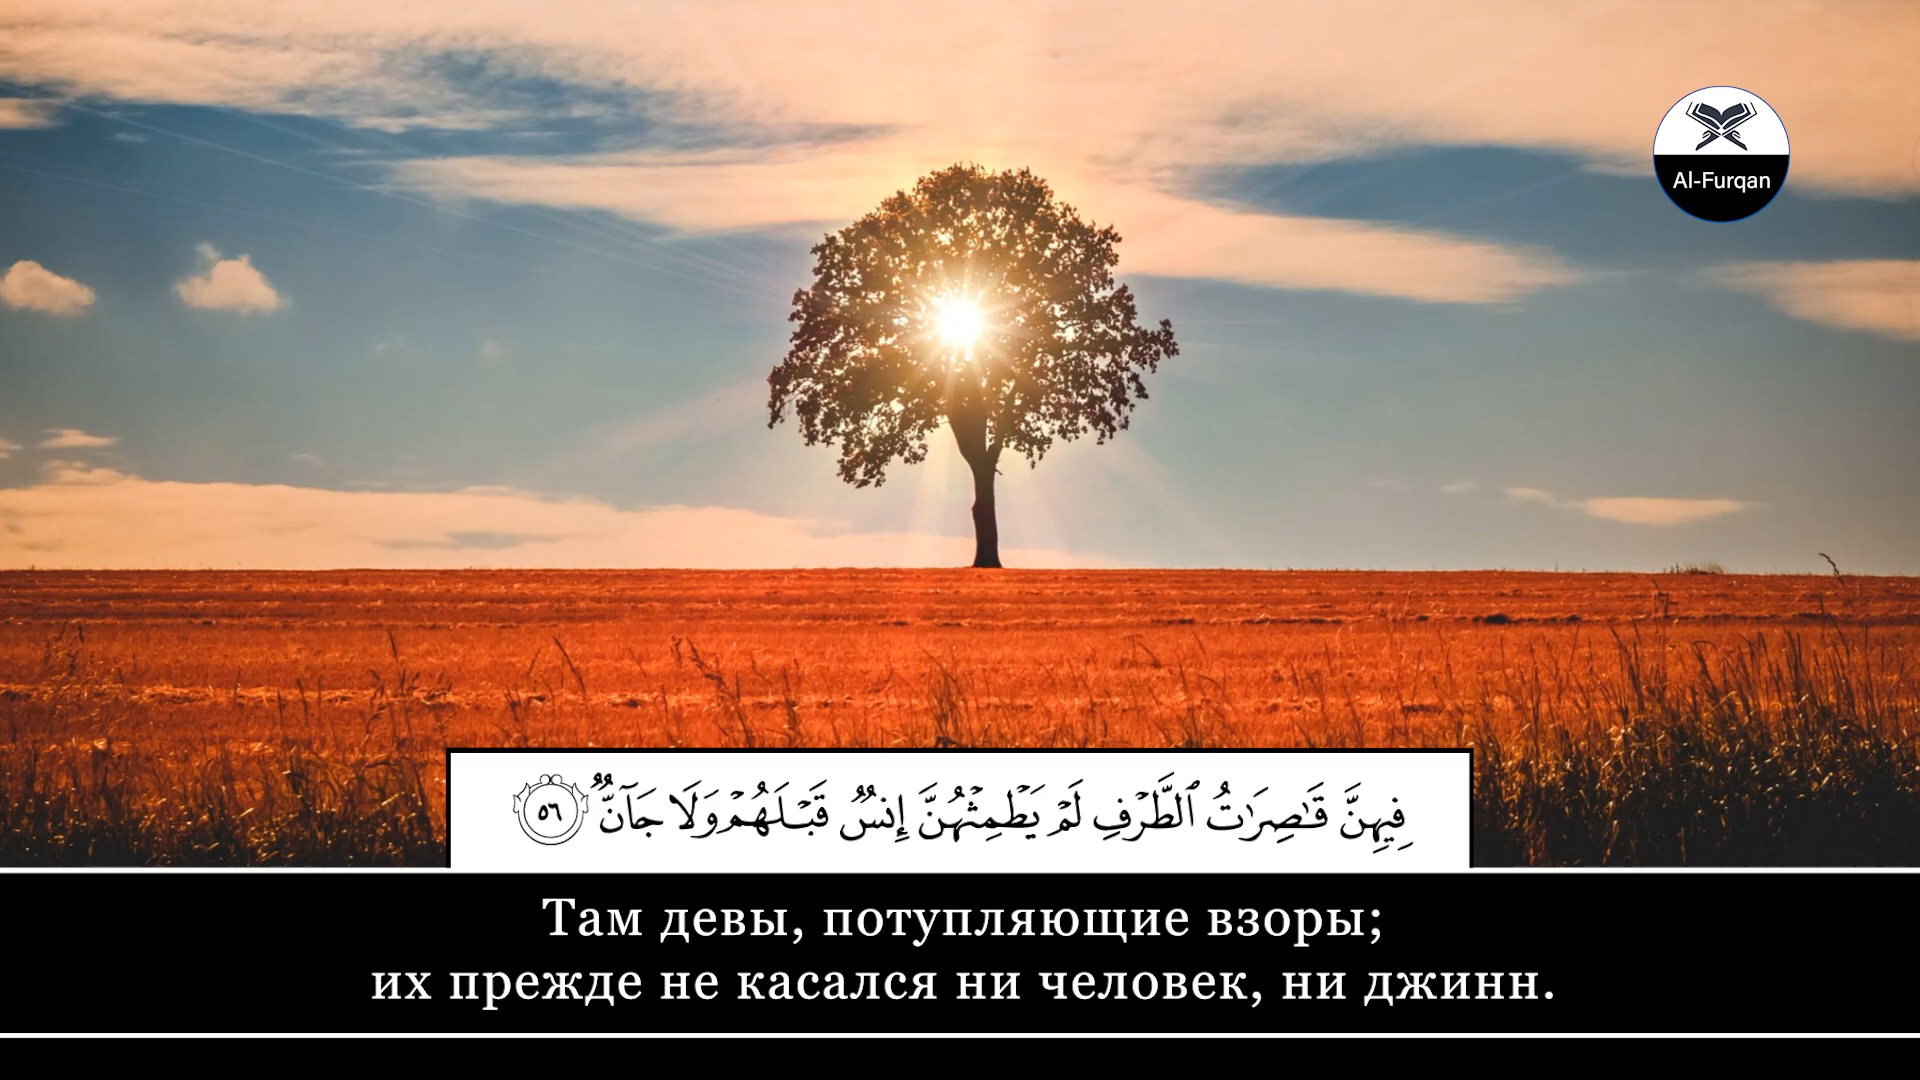 Al-Furqan
فِيهِنَّ قَٰصِرَٰتُ ٱلطَّرْفِ لَمْ يَطْمِثْهُنَّ إِنسٌ قَبْلَهُمْ وَلَا جَآنٌّ ٥٦
Там девы, потупляющие взоры;
их прежде не касался ни человек, ни джинн.